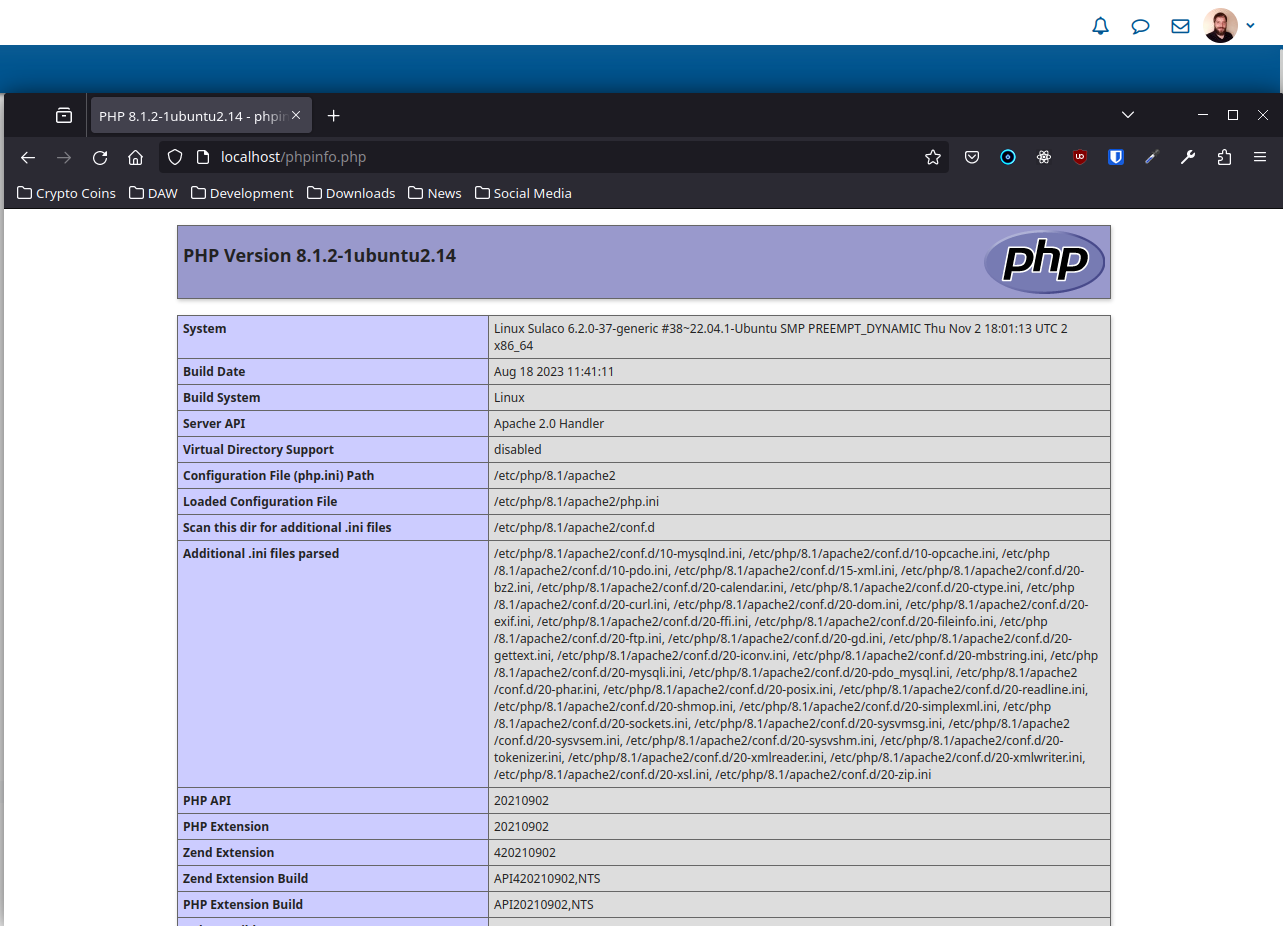 PHP 8.1.2-1ubuntu2.14 - phpin
localhost/phpinfo.php
UO
Crypto Coins DAW Development Downloads News Social Media
PHP Version 8.1.2-1ubuntu2.14
php
System Linux Sulaco 6.2.0-37-generic #38~22.04.1-Ubuntu SMP PREEMPT_DYNAMIC Thu Nov 2 18:01:13 UTC 2
x86_64
Build Date Aug 18 2023 11:41:11
Build System Linux
Server API Apache 2.0 Handler
Virtual Directory Support disabled
Configuration File (php.ini) Path /etc/php/8.1/apache2
Loaded Configuration File /etc/php/8.1/apache2/php.ini
Scan this dir for additional .ini files /etc/php/8.1/apache2/conf.d
Additional .ini files parsed /etc/php/8.1/apache2/conf.d/10-mysqlnd.ini, /etc/php/8.1/apache2/conf.d/10-opcache.ini, /etc/php
/8.1/apache2/conf.d/10-pdo.ini, /etc/php/8.1/apache2/conf.d/15-xml.ini, /etc/php/8.1/apache2/conf.d/20-
bz2.ini, /etc/php/8.1/apache2/conf.d/20-calendar.ini, /etc/php/8.1/apache2/conf.d/20-ctype.ini, /etc/php
/8.1/apache2/conf.d/20-curl.ini, /etc/php/8.1/apache2/conf.d/20-dom.ini, /etc/php/8.1/apache2/conf.d/20-
exif.ini, /etc/php/8.1/apache2/conf.d/20-ffi.ini, /etc/php/8.1/apache2/conf.d/20-fileinfo.ini, /etc/php
/8.1/apache2/conf.d/20-ftp.ini, /etc/php/8.1/apache2/conf.d/20-gd.ini, /etc/php/8.1/apache2/conf.d/20-
gettext.ini, /etc/php/8.1/apache2/conf.d/20-iconv.ini, /etc/php/8.1/apache2/conf.d/20-mbstring.ini, /etc/php
/8.1/apache2/conf.d/20-mysqli.ini, /etc/php/8.1/apache2/conf.d/20-pdo_mysql.ini, /etc/php/8.1/apache2
/conf.d/20-phar.ini, /etc/php/8.1/apache2/conf.d/20-posix.ini, /etc/php/8.1/apache2/conf.d/20-readline.ini,
/etc/php/8.1/apache2/conf.d/20-shmop.ini, /etc/php/8.1/apache2/conf.d/20-simplexml.ini, /etc/php
/8.1/apache2/conf.d/20-sockets.ini, /etc/php/8.1/apache2/conf.d/20-sysvmsg.ini, /etc/php/8.1/apache2
/conf.d/20-sysvsem.ini, /etc/php/8.1/apache2/conf.d/20-sysvshm.ini, /etc/php/8.1/apache2/conf.d/20-
tokenizer.ini, /etc/php/8.1/apache2/conf.d/20-xmlreader.ini, /etc/php/8.1/apache2/conf.d/20-xmlwriter.ini,
/etc/php/8.1/apache2/conf.d/20-xsl.ini, /etc/php/8.1/apache2/conf.d/20-zip.ini
PHP API 20210902
PHP Extension 20210902
Zend Extension 420210902
Zend Extension Build API420210902,NTS
PHP Extension Build API20210902,NTS